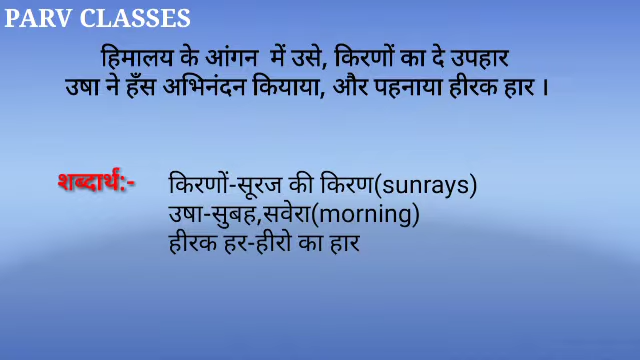 PARV CLASSES
हिमालय के आंगन में उसे, किरणों का दे उपहार
उषा ने हँस अभिनंदन कियाया, और पहनाया हीरक हार ।
शब्दार्थ:- किरणों-सूरज की किरण(sunrays)
उषा-सुबह,सवेरा(morning)
हीरक हर-हीरो का हार